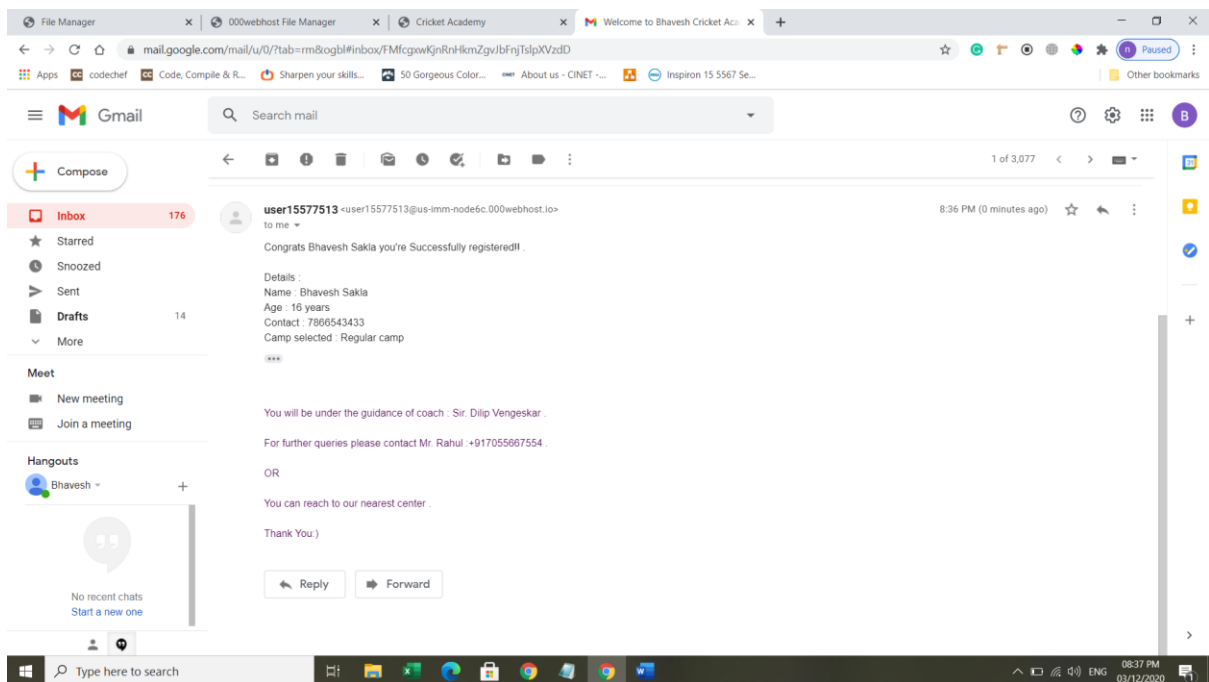 File Manager
000webhost File Manager
Cricket Academy
Welcome to Bhavesh Cricket Aca
mail.google.com/mail/u/0/?tab=rm&ogbl#inbox/FMfcgxwKjnRnHkmZgvJbFnjTslpXVzdD
Paused
Apps
codechef
Code, Compile & R...
Sharpen your skills...
50 Gorgeous Color...
About us - CINET -...
Inspiron 15 5567 Se...
Other bookmarks
Gmail
Search mail
B
Compose
1 of 3,077
Inbox 176
Starred
Snoozed
Sent
Drafts 14
More
Meet
New meeting
Join a meeting
Hangouts
Bhavesh
No recent chats
Start a new one
user15577513 <user15577513@us-imm-node6c.000webhost.io>
8:36 PM (0 minutes ago)
to me
Congrats Bhavesh Sakla you're Successfully registered!! .
Details :
Name : Bhavesh Sakla
Age : 16 years
Contact : 7866543433
Camp selected : Regular camp
You will be under the guidance of coach : Sir. Dilip Vengeskar .
For further queries please contact Mr. Rahul :+917055667554 .
OR
You can reach to our nearest center .
Thank You:)
Reply
Forward
Type here to search
ENG
08:37 PM
03/12/2020